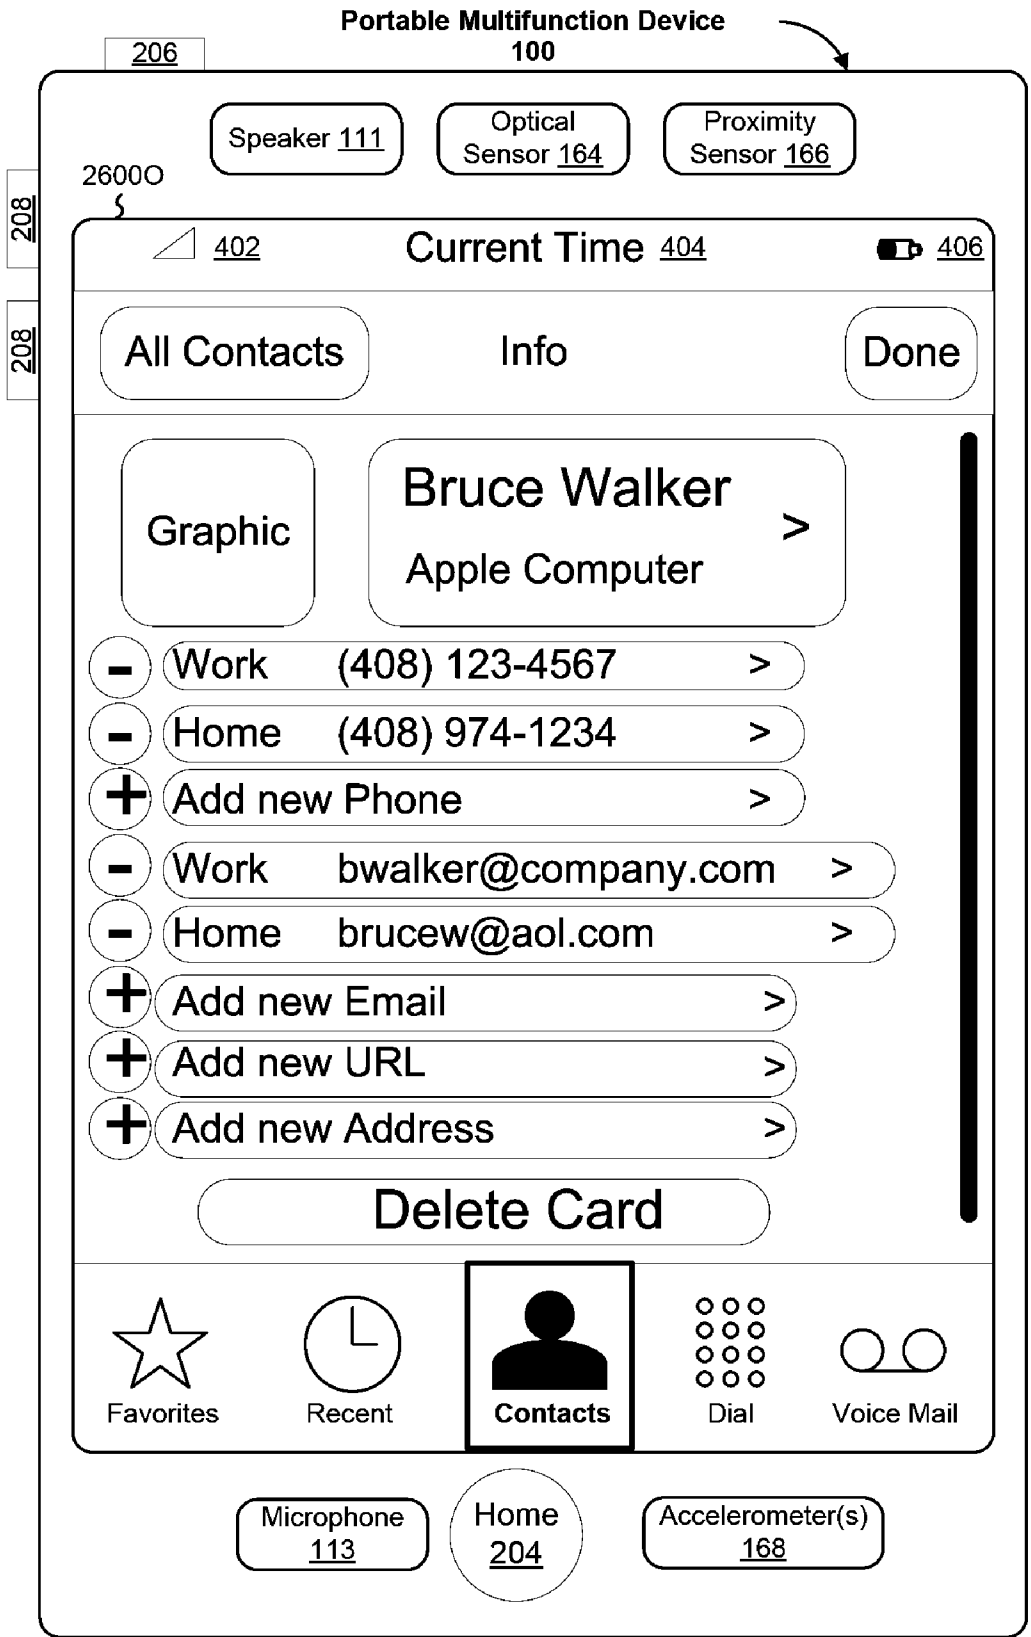 Portable Multifunction Device
100
206
Speaker 111
Optical
Sensor 164
Proximity
Sensor 166
2600O
208
208
402
Current Time 404
406
All Contacts
Info
Done
Graphic
Bruce Walker
>
Apple Computer
- Work (408) 123-4567 >
- Home (408) 974-1234 >
+ Add new Phone >
- Work bwalker@company.com >
- Home brucew@aol.com >
+ Add new Email >
+ Add new URL >
+ Add new Address >
Delete Card
Favorites
Recent
Contacts
Dial
Voice Mail
Microphone
113
Home
204
Accelerometer(s)
168